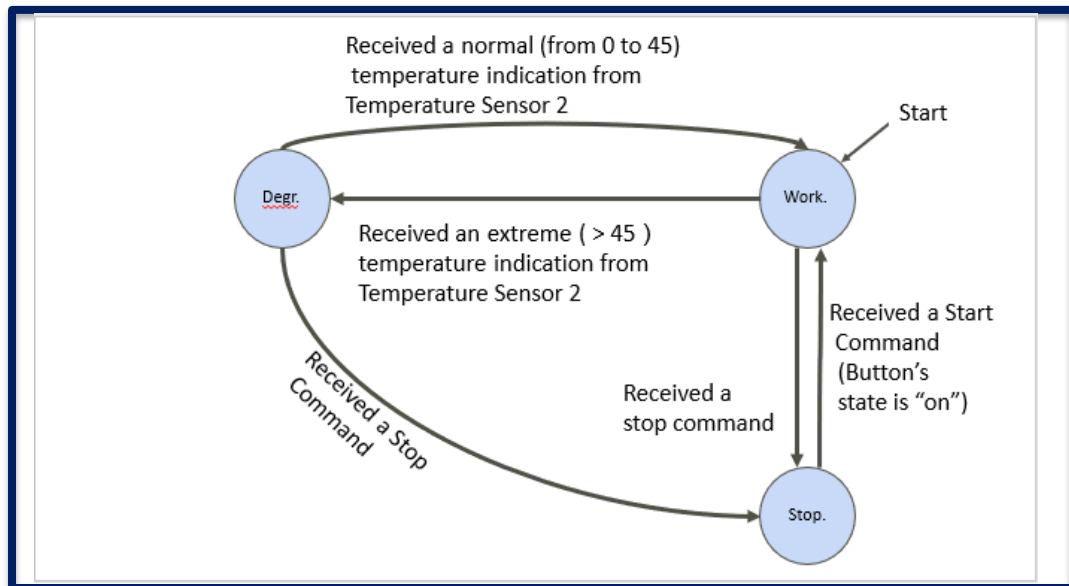 Received a normal (from 0 to 45)
temperature indication from
Temperature Sensor 2
Start
Degr.
Work.
Received an extreme ( > 45 )
temperature indication from
Temperature Sensor 2
Received a Start
Command
(Button’s
state is “on”)
Received a Stop
Command
Received a
stop command
Stop.